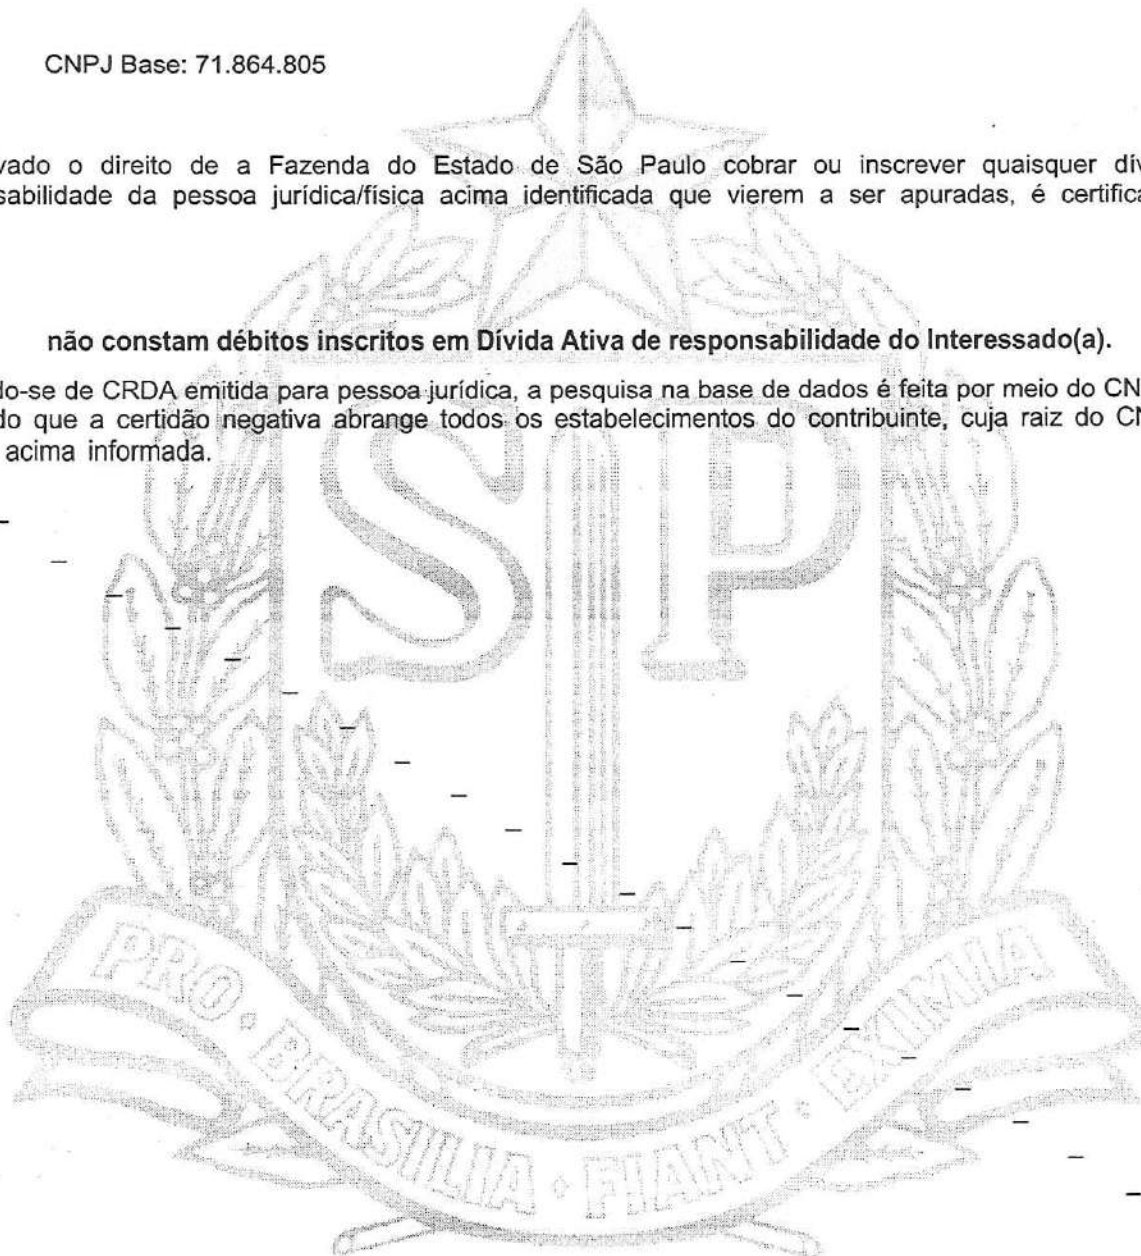 CNPJ Base: 71.864.805
vado o direito de a Fazenda do Estado de São Paulo cobrar ou inscrever quaisquer dív
sabilidade da pessoa jurídica/física acima identificada que vierem a ser apuradas, é certifica
não constam débitos inscritos em Dívida Ativa de responsabilidade do Interessado(a).
do-se de CRDA emitida para pessoa jurídica, a pesquisa na base de dados é feita por meio do CN
do que a certidão negativa abrange todos os estabelecimentos do contribuinte, cuja raiz do CN
acima informada.
SP
PRO • BRASILIA • FIANT • EXIMIA